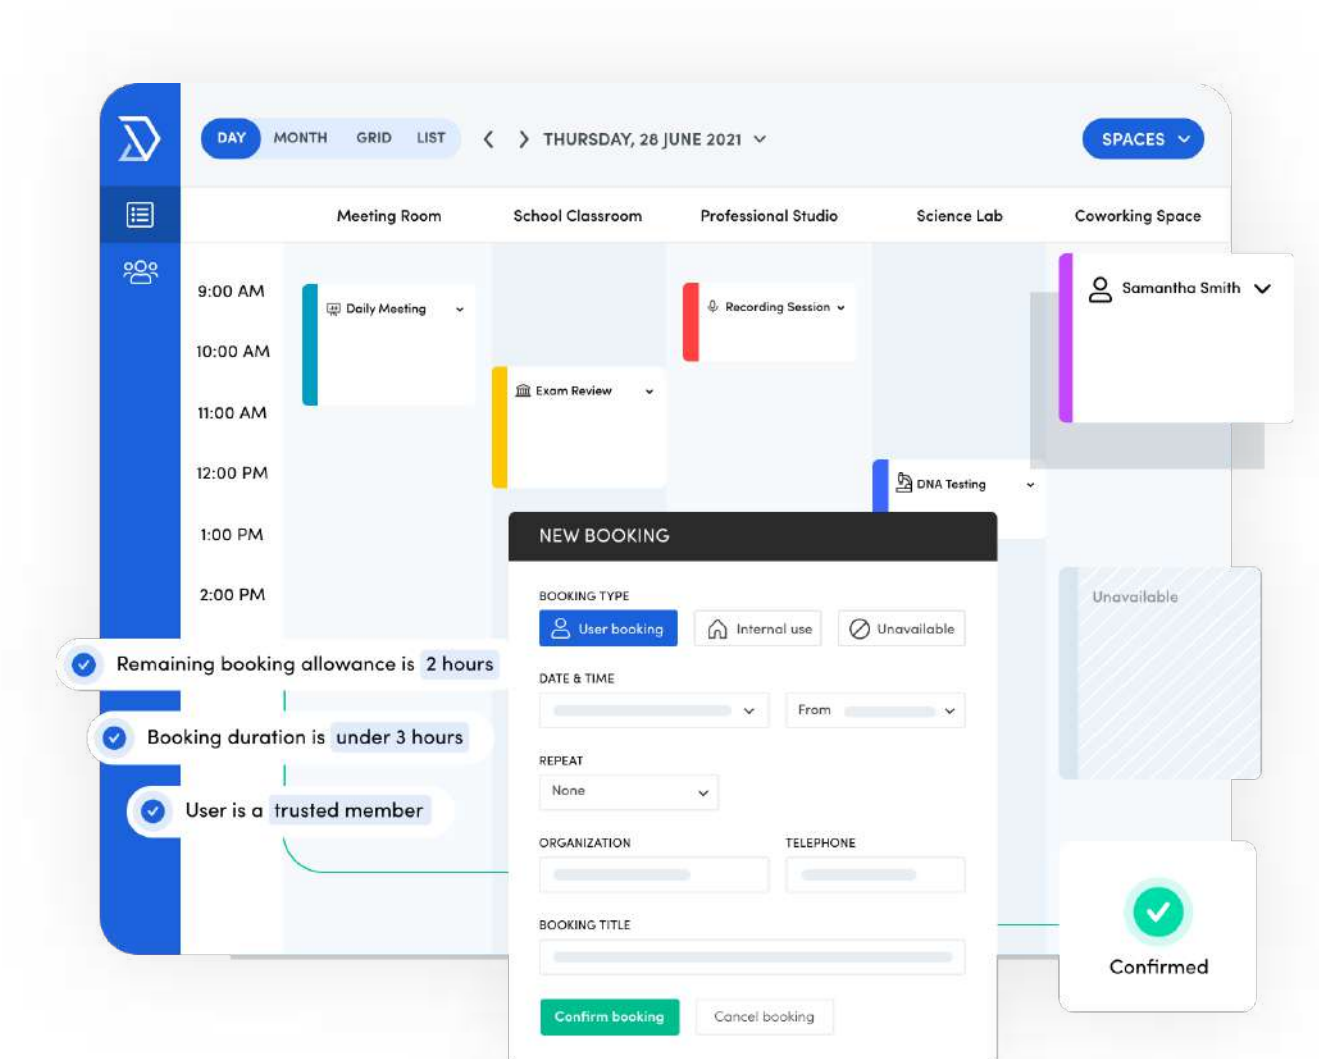 DAY MONTH GRID LIST THURSDAY, 28 JUNE 2021 SPACES
Meeting Room School Classroom Professional Studio Science Lab Coworking Space
9:00 AM
Daily Meeting
Recording Session
Samantha Smith
10:00 AM
Exam Review
11:00 AM
12:00 PM
DNA Testing
1:00 PM
2:00 PM
Unavailable
Remaining booking allowance is 2 hours
Booking duration is under 3 hours
User is a trusted member
NEW BOOKING
BOOKING TYPE
User booking Internal use Unavailable
DATE & TIME
From
REPEAT
None
ORGANIZATION TELEPHONE
BOOKING TITLE
Confirm booking Cancel booking
Confirmed